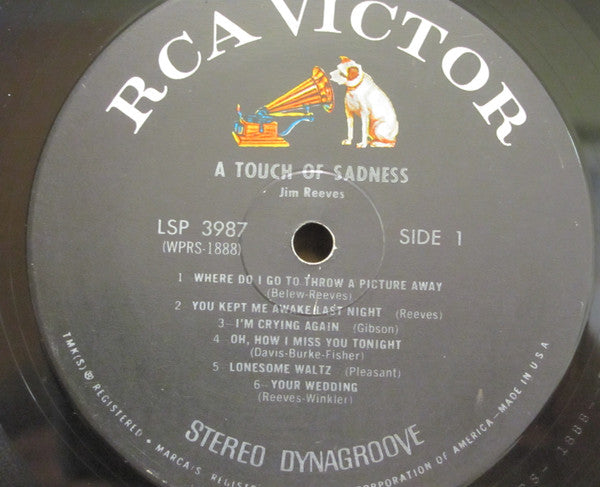 RCA VICTOR
A TOUCH OF SADNESS
Jim Reeves
LSP 3987
(WPRS-1888)
SIDE 1
1 WHERE DO I GO TO THROW A PICTURE AWAY
(Belew-Reeves)
2 YOU KEPT ME AWAKE LAST NIGHT (Reeves)
3—I'M CRYING AGAIN (Gibson)
4 OH, HOW I MISS YOU TONIGHT
(Davis-Burke-Fisher)
5 LONESOME WALTZ (Pleasant)
6—YOUR WEDDING
(Reeves-Winkler)
STEREO DYNAGROOVE
TMK(S) ® REGISTERED • MARCA'S REGIS CORPORATION OF AMERICA—MADE IN U.S.A
S- 1888-